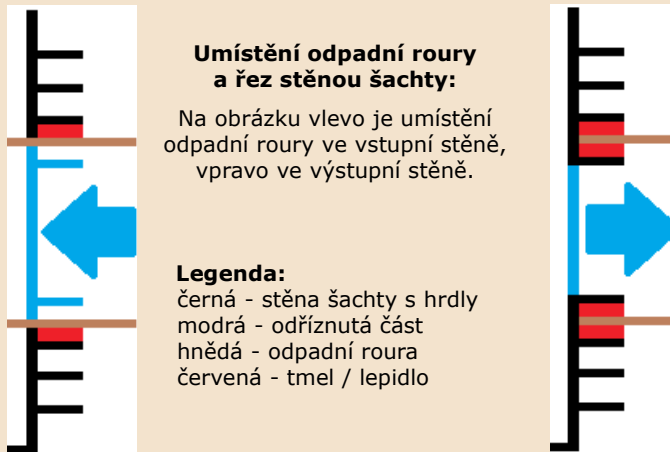 Umístění odpadní roury
a řez stěnou šachty:
Na obrázku vlevo je umístění
odpadní roury ve vstupní stěně,
vpravo ve výstupní stěně.
Legenda:
černá - stěna šachty s hrdly
modrá - odříznutá část
hnědá - odpadní roura
červená - tmel / lepidlo